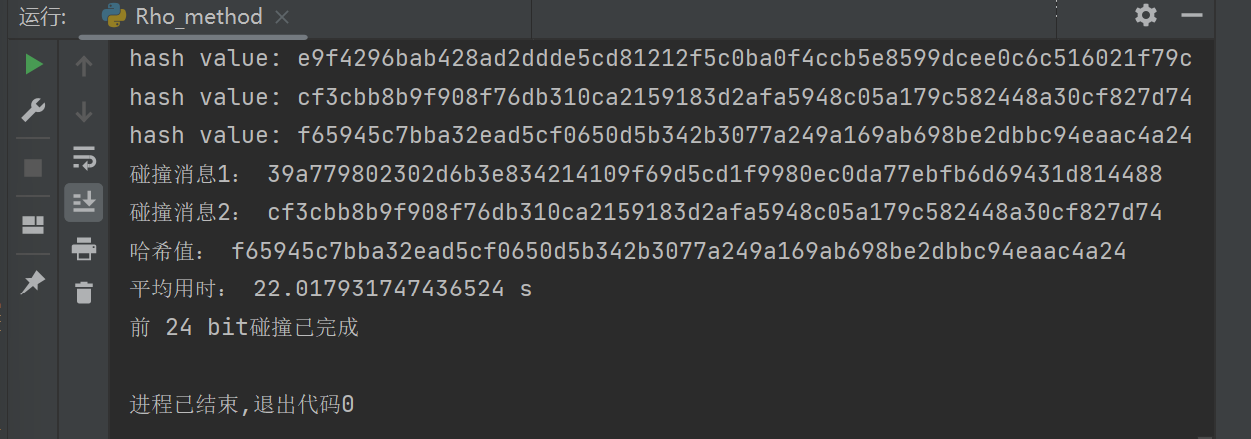 运行: Rho_method
hash value: e9f4296bab428ad2ddde5cd81212f5c0ba0f4ccb5e8599dcee0c6c516021f79c
hash value: cf3cbb8b9f908f76db310ca2159183d2afa5948c05a179c582448a30cf827d74
hash value: f65945c7bba32ead5cf0650d5b342b3077a249a169ab698be2dbbc94eaac4a24
碰撞消息1： 39a779802302d6b3e834214109f69d5cd1f9980ec0da77ebfb6d69431d814488
碰撞消息2： cf3cbb8b9f908f76db310ca2159183d2afa5948c05a179c582448a30cf827d74
哈希值： f65945c7bba32ead5cf0650d5b342b3077a249a169ab698be2dbbc94eaac4a24
平均用时： 22.017931747436524 s
前 24 bit碰撞已完成
进程已结束,退出代码0